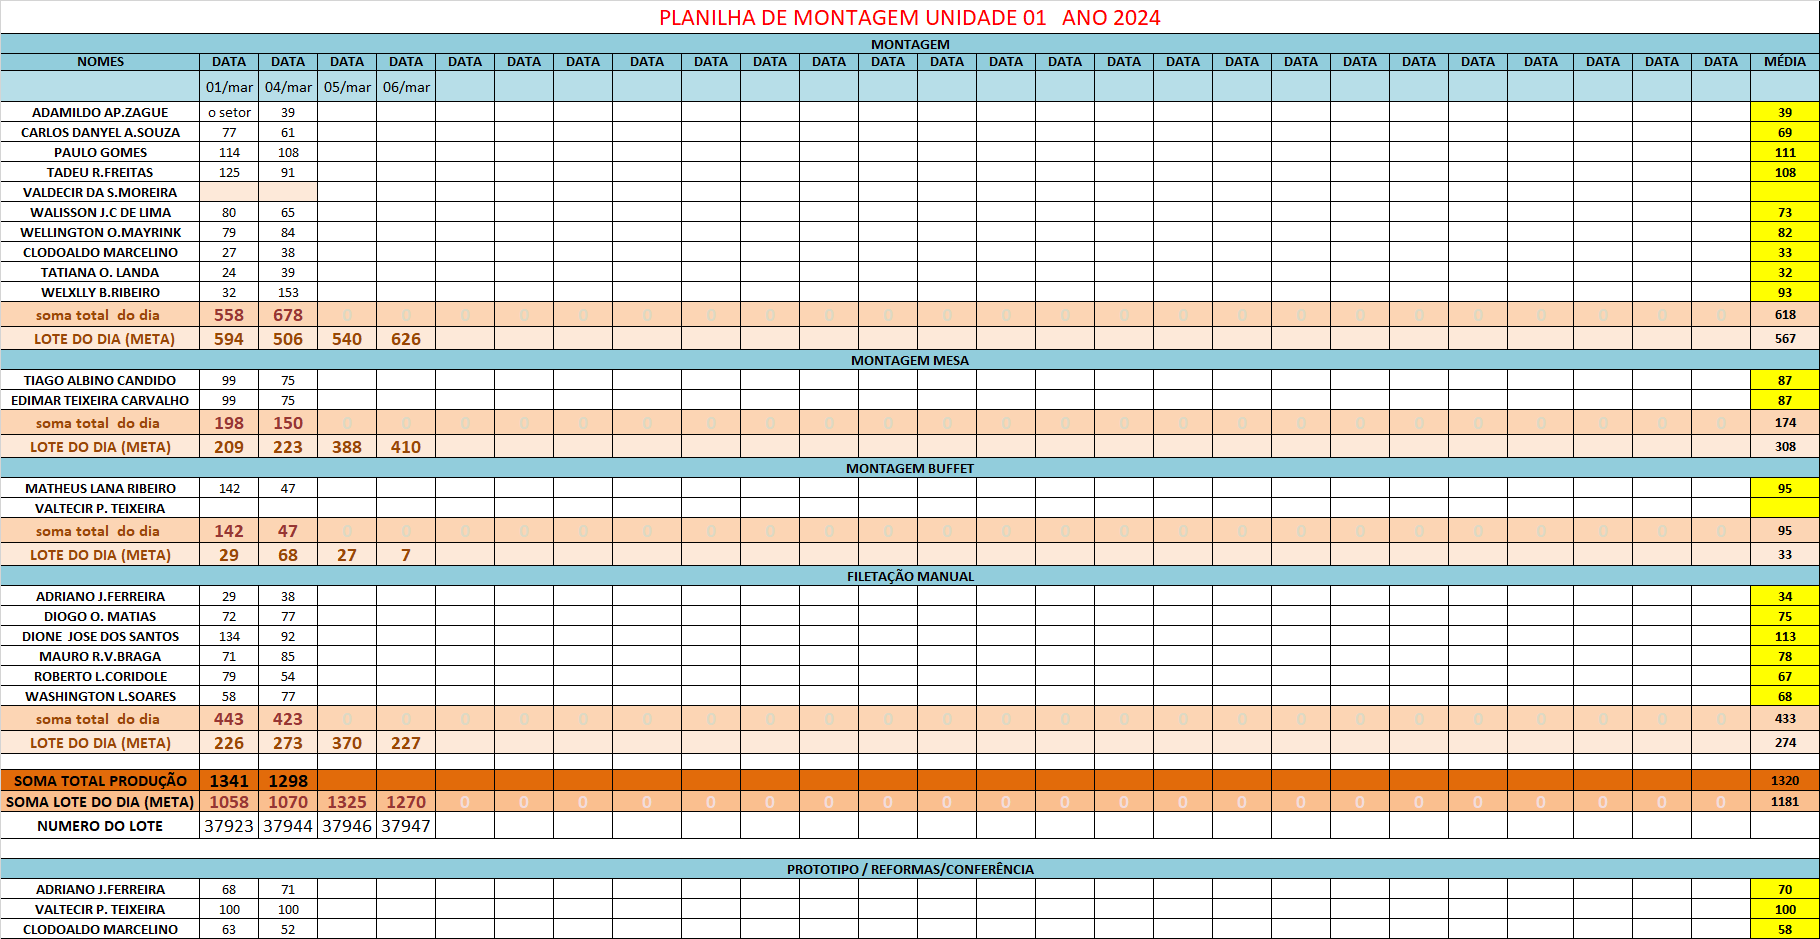 PLANILHA DE MONTAGEM UNIDADE 01 ANO 2024
MONTAGEM
NOMES DATA DATA DATA DATA DATA DATA DATA DATA DATA DATA DATA DATA DATA DATA DATA DATA DATA DATA DATA DATA DATA DATA DATA DATA DATA DATA MÉDIA
01/mar 04/mar 05/mar 06/mar
ADAMILDO AP.ZAGUE o setor 39 39
CARLOS DANYEL A.SOUZA 77 61 69
PAULO GOMES 114 108 111
TADEU R.FREITAS 125 91 108
VALDECIR DA S.MOREIRA
WALISSON J.C DE LIMA 80 65 73
WELLINGTON O.MAYRINK 79 84 82
CLODOALDO MARCELINO 27 38 33
TATIANA O. LANDA 24 39 32
WELXLLY B.RIBEIRO 32 153 93
soma total do dia 558 678 0 0 0 0 0 0 0 0 0 0 0 0 0 0 0 0 0 0 0 0 0 0 0 0 618
LOTE DO DIA (META) 594 506 540 626 567
MONTAGEM MESA
TIAGO ALBINO CANDIDO 99 75 87
EDIMAR TEIXEIRA CARVALHO 99 75 87
soma total do dia 198 150 0 0 0 0 0 0 0 0 0 0 0 0 0 0 0 0 0 0 0 0 0 0 0 0 174
LOTE DO DIA (META) 209 223 388 410 308
MONTAGEM BUFFET
MATHEUS LANA RIBEIRO 142 47 95
VALTECIR P. TEIXEIRA
soma total do dia 142 47 0 0 0 0 0 0 0 0 0 0 0 0 0 0 0 0 0 0 0 0 0 0 0 0 95
LOTE DO DIA (META) 29 68 27 7 33
FILETAÇÃO MANUAL
ADRIANO J.FERREIRA 29 38 34
DIOGO O. MATIAS 72 77 75
DIONE JOSE DOS SANTOS 134 92 113
MAURO R.V.BRAGA 71 85 78
ROBERTO L.CORIDOLE 79 54 67
WASHINGTON L.SOARES 58 77 68
soma total do dia 443 423 0 0 0 0 0 0 0 0 0 0 0 0 0 0 0 0 0 0 0 0 0 0 0 0 433
LOTE DO DIA (META) 226 273 370 227 274
SOMA TOTAL PRODUÇÃO 1341 1298 1320
SOMA LOTE DO DIA (META) 1058 1070 1325 1270 0 0 0 0 0 0 0 0 0 0 0 0 0 0 0 0 0 0 0 0 0 0 1181
NUMERO DO LOTE 37923 37944 37946 37947
PROTOTIPO / REFORMAS/CONFERÊNCIA
ADRIANO J.FERREIRA 68 71 70
VALTECIR P. TEIXEIRA 100 100 100
CLODOALDO MARCELINO 63 52 58